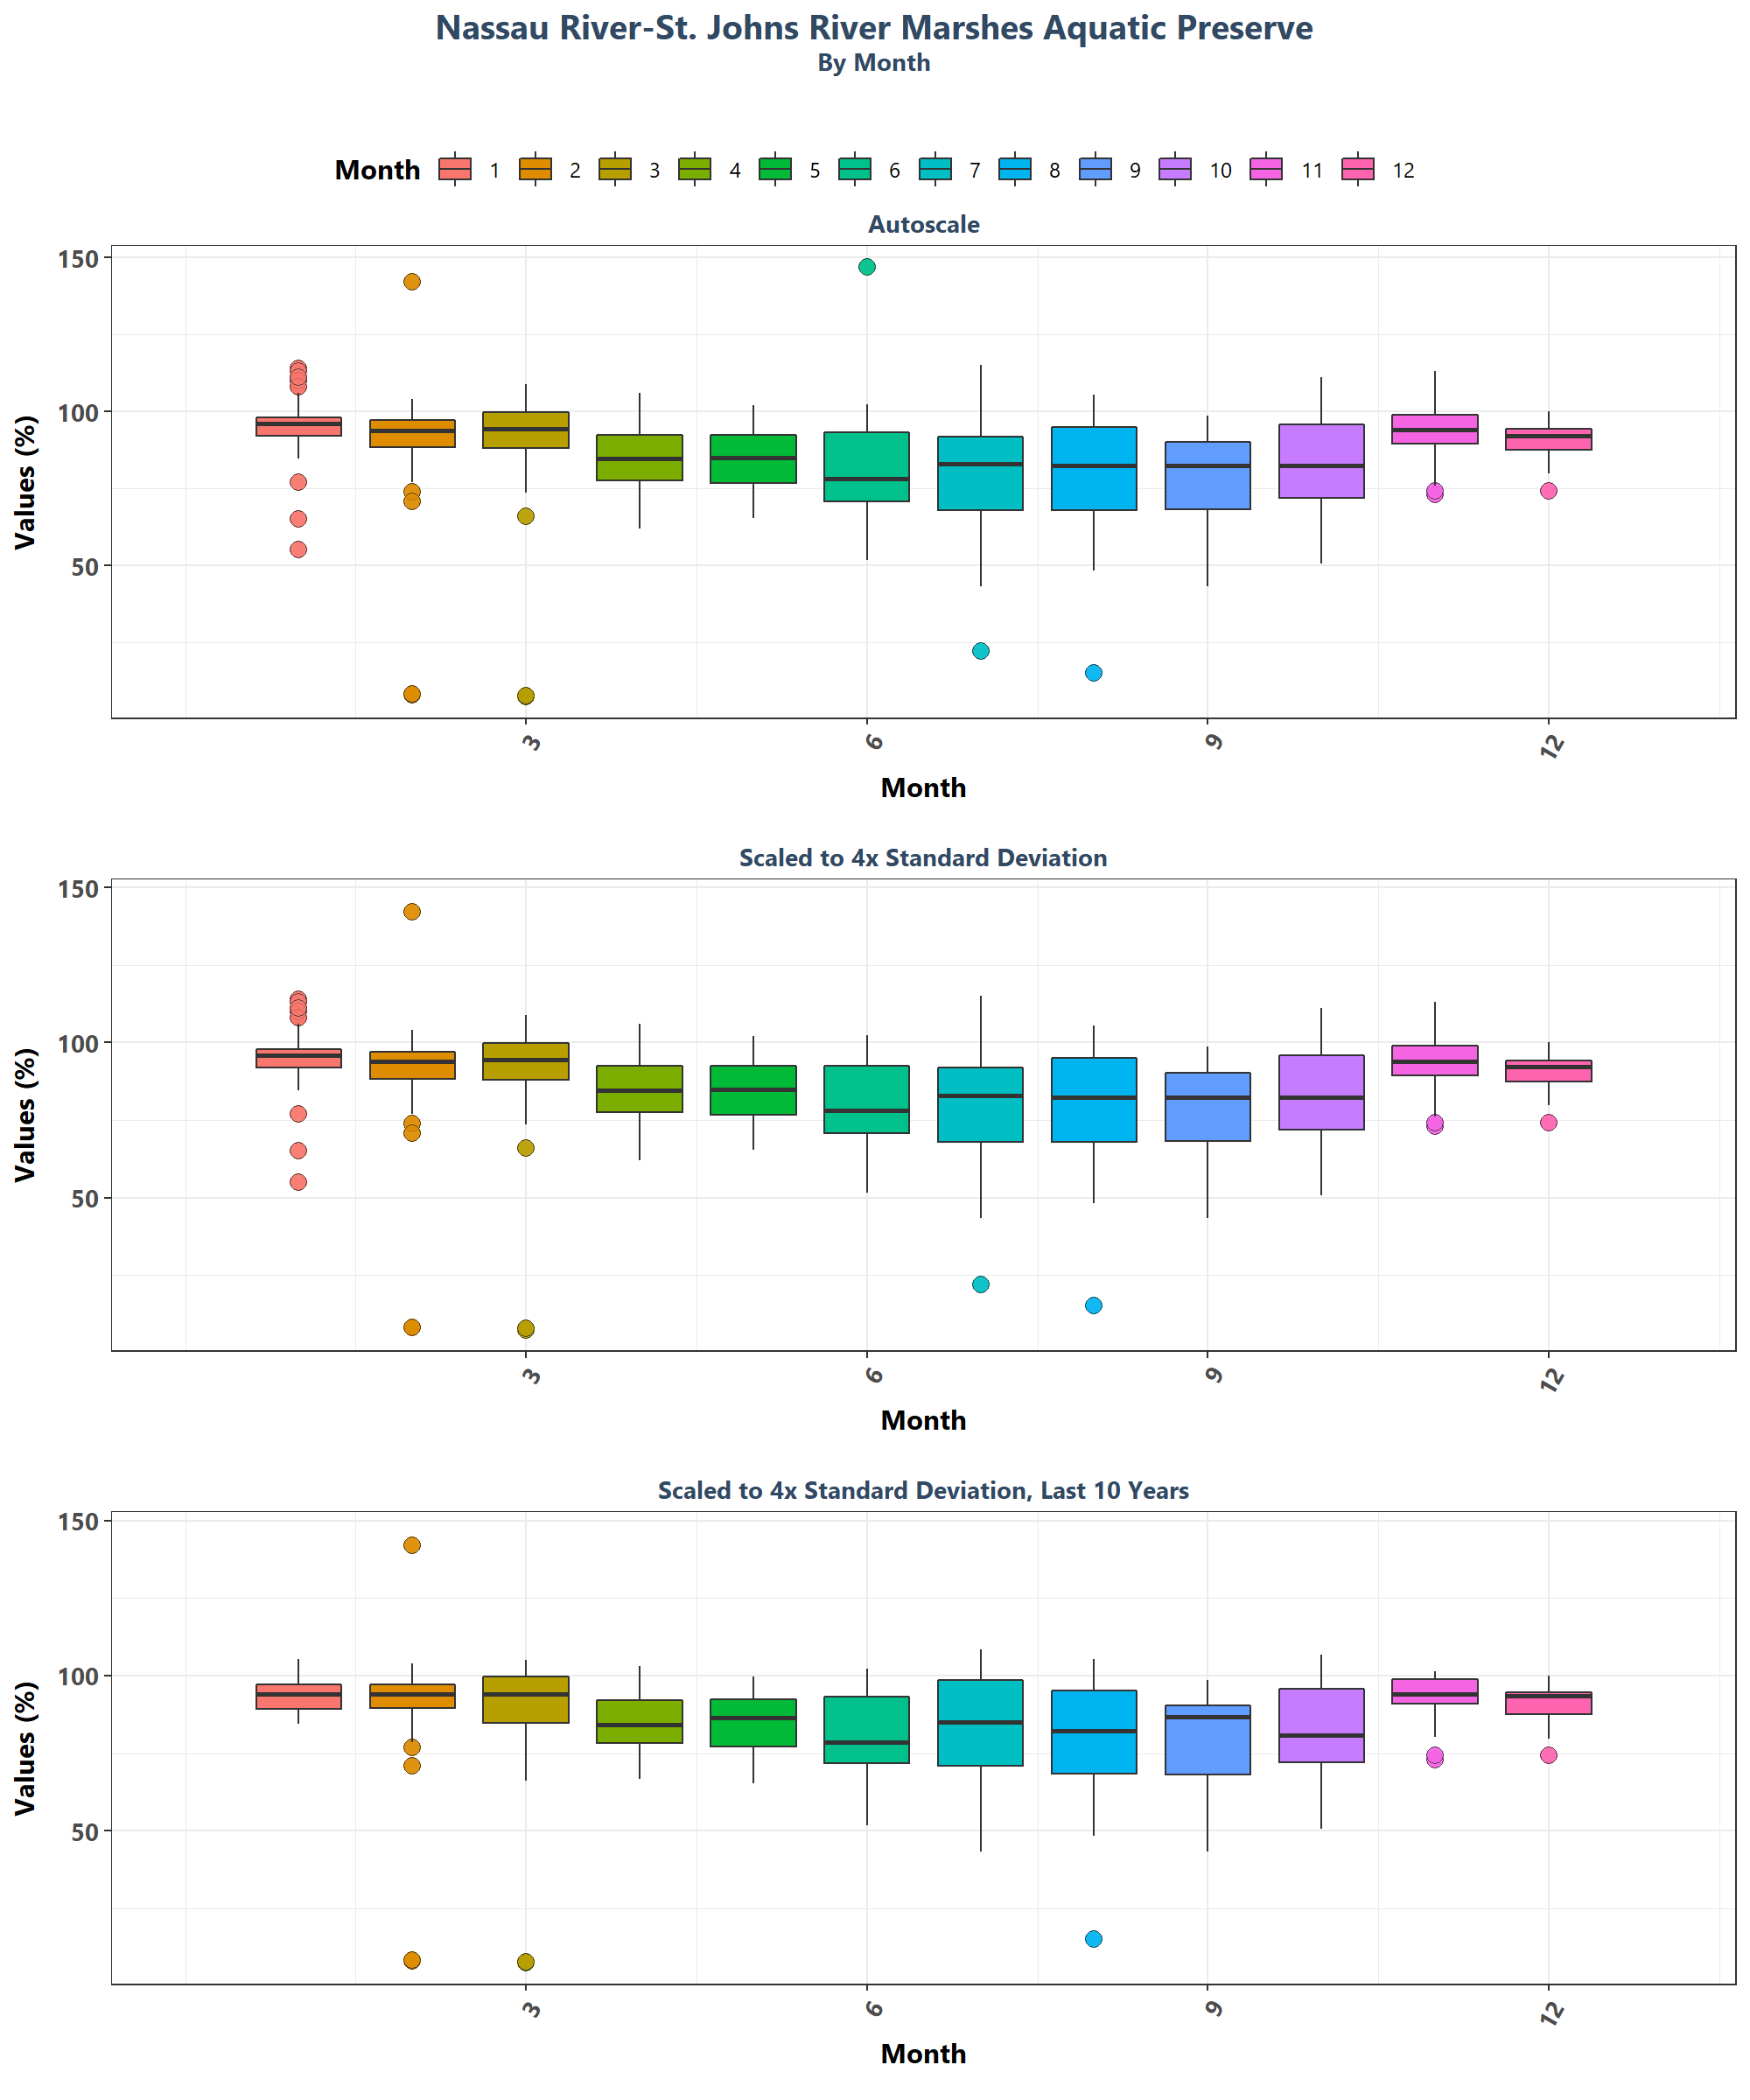 Nassau River-St. Johns River Marshes Aquatic Preserve
By Month
Month 1 2 3 4 5 6 7 8 9 10 11 12
Autoscale
150
100
50
Values (%)
3 6 9 12
Month
Scaled to 4x Standard Deviation
150
100
50
Values (%)
3 6 9 12
Month
Scaled to 4x Standard Deviation, Last 10 Years
150
100
50
Values (%)
3 6 9 12
Month